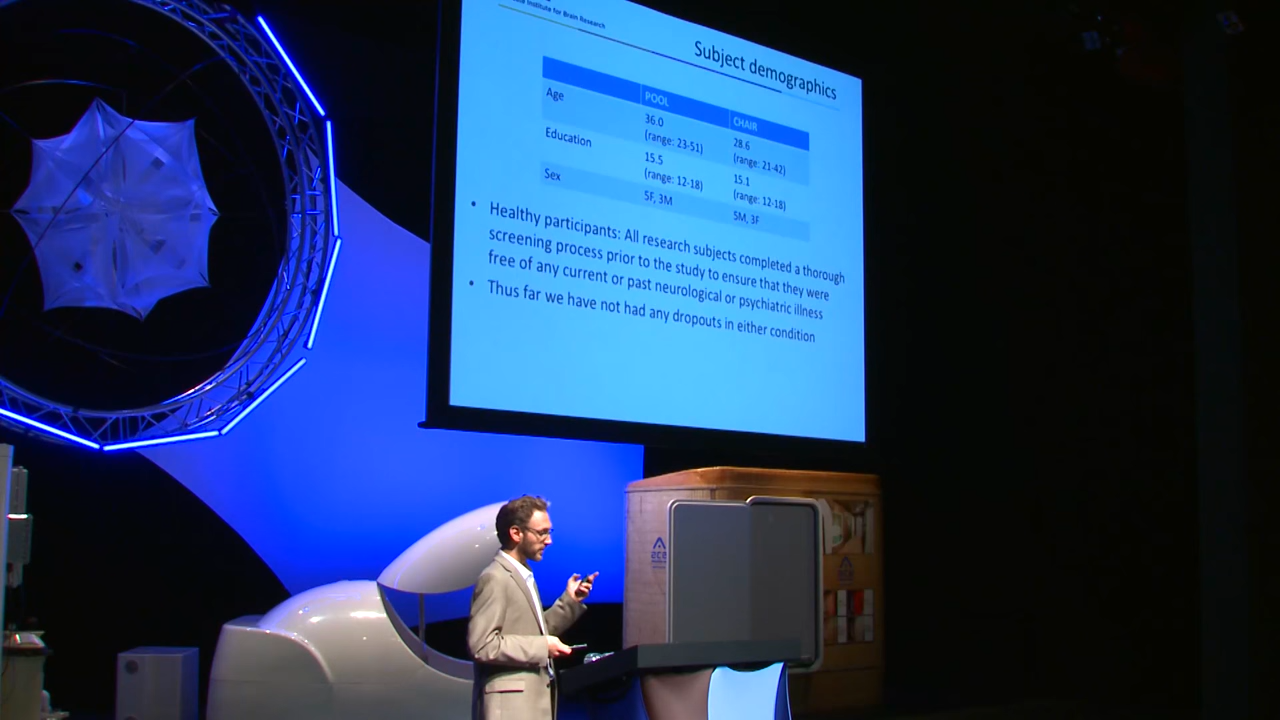 Institute for Brain Research
Subject demographics
POOL CHAIR
Age 36.0 28.6
(range: 23-51) (range: 21-42)
Education 15.5 15.1
(range: 12-18) (range: 12-18)
Sex 5F, 3M 5M, 3F
• Healthy participants: All research subjects completed a thorough
screening process prior to the study to ensure that they were
free of any current or past neurological or psychiatric illness
• Thus far we have not had any dropouts in either condition